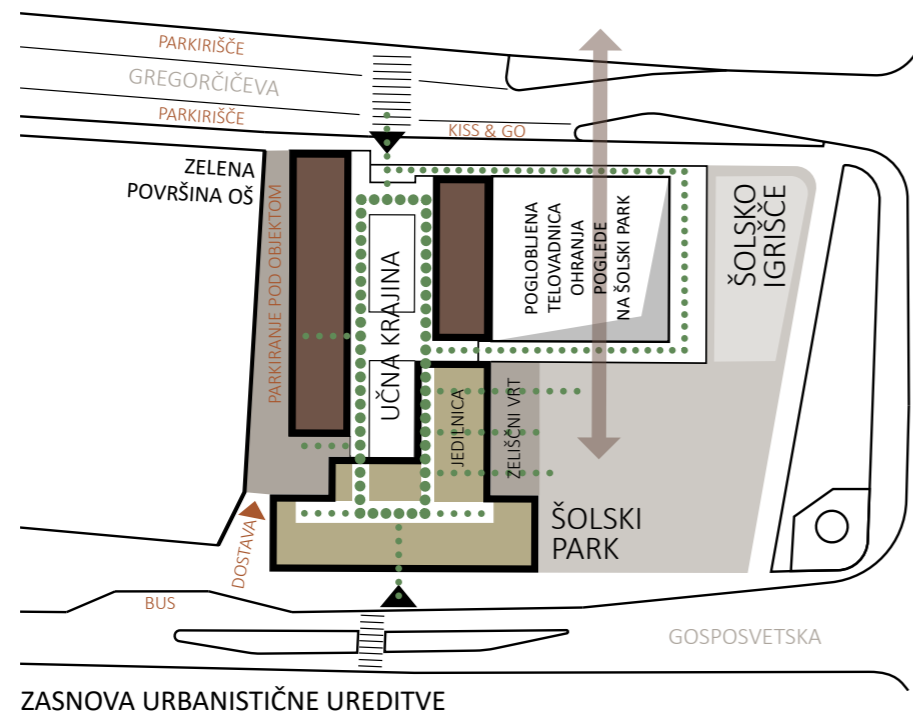 PARKIRIŠČE
GREGORČIČEVA
PARKIRIŠČE
KISS & GO
ZELENA
POVRŠINA OŠ
PARKIRANJE POD OBJEKTOM
UČNA KRAJINA
POGLOBLJENA
TELOVADNICA
OHRANJA
POGLEDE
NA ŠOLSKI PARK
ŠOLSKO
IGRIŠČE
JEDILNICA
ZELIŠČNI VRT
ŠOLSKI
PARK
DOSTAVA
BUS
GOSPOSVETSKA
ZASNOVA URBANISTIČNE UREDITVE